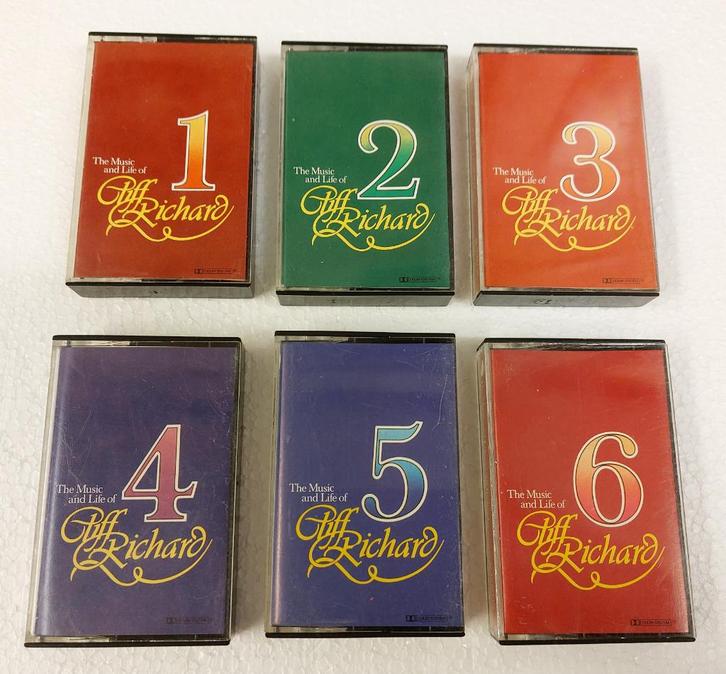 1
The Music
and Life of
Cliff
Richard
2
The Music
and Life of
Cliff
Richard
3
The Music
and Life of
Cliff
Richard
4
The Music
and Life of
Cliff
Richard
5
The Music
and Life of
Cliff
Richard
6
The Music
and Life of
Cliff
Richard